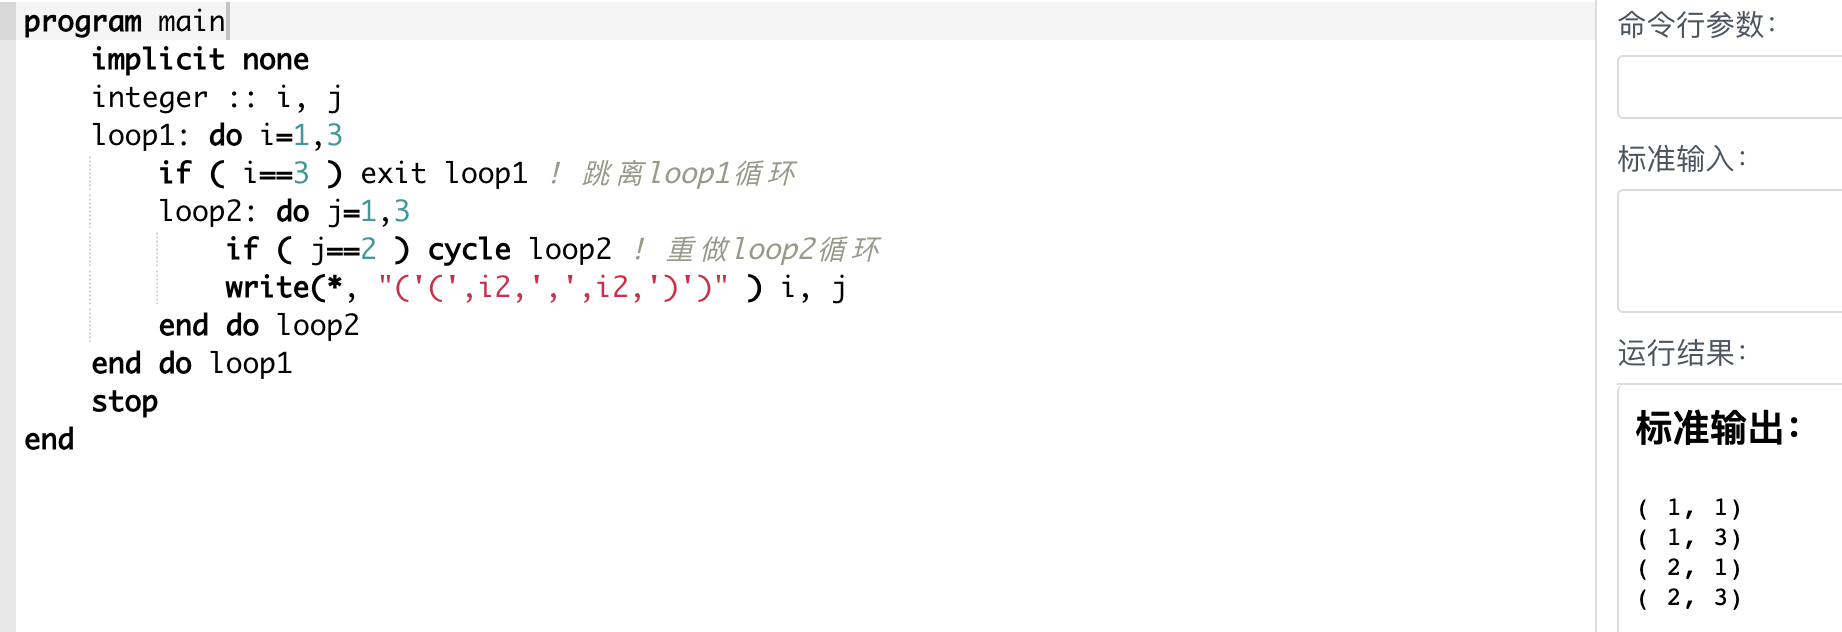 program main
    implicit none
    integer :: i, j
    loop1: do i=1,3
        if ( i==3 ) exit loop1 ! 跳离loop1循环
        loop2: do j=1,3
            if ( j==2 ) cycle loop2 ! 重做loop2循环
            write(*, "('(',i2,',',i2,')')" ) i, j
        end do loop2
    end do loop1
    stop
end
命令行参数：
标准输入：
运行结果：
标准输出：
( 1, 1)
( 1, 3)
( 2, 1)
( 2, 3)